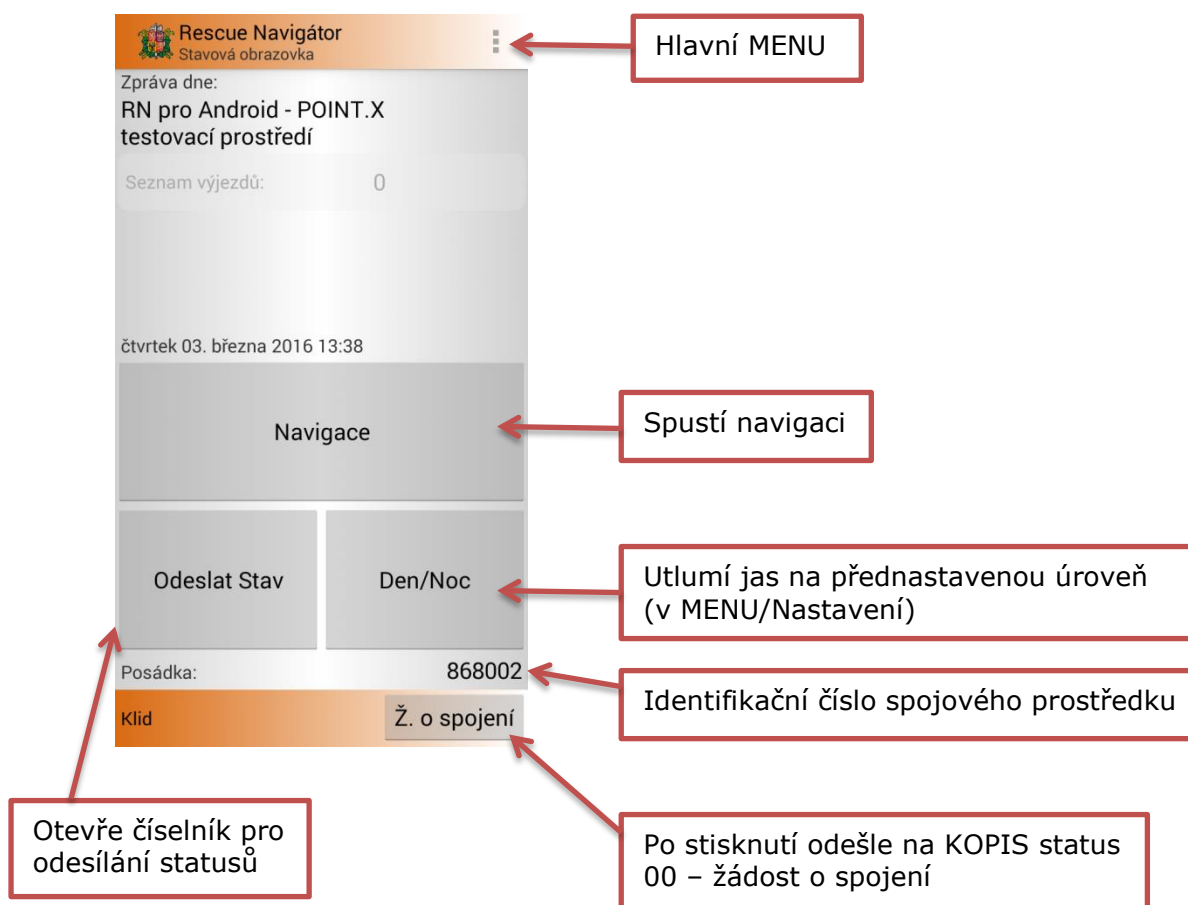 Rescue Navigátor
Stavová obrazovka
Hlavní MENU
Zpráva dne:
RN pro Android - POINT.X
testovací prostředí
Seznam výjezdů: 0
čtvrtek 03. března 2016 13:38
Navigace
Spustí navigaci
Odeslat Stav
Den/Noc
Utlumí jas na přednastavenou úroveň
(v MENU/Nastavení)
Posádka: 868002
Identifikační číslo spojového prostředku
Klid
Ž. o spojení
Otevře číselník pro
odesílání statusů
Po stisknutí odešle na KOPIS status
00 – žádost o spojení